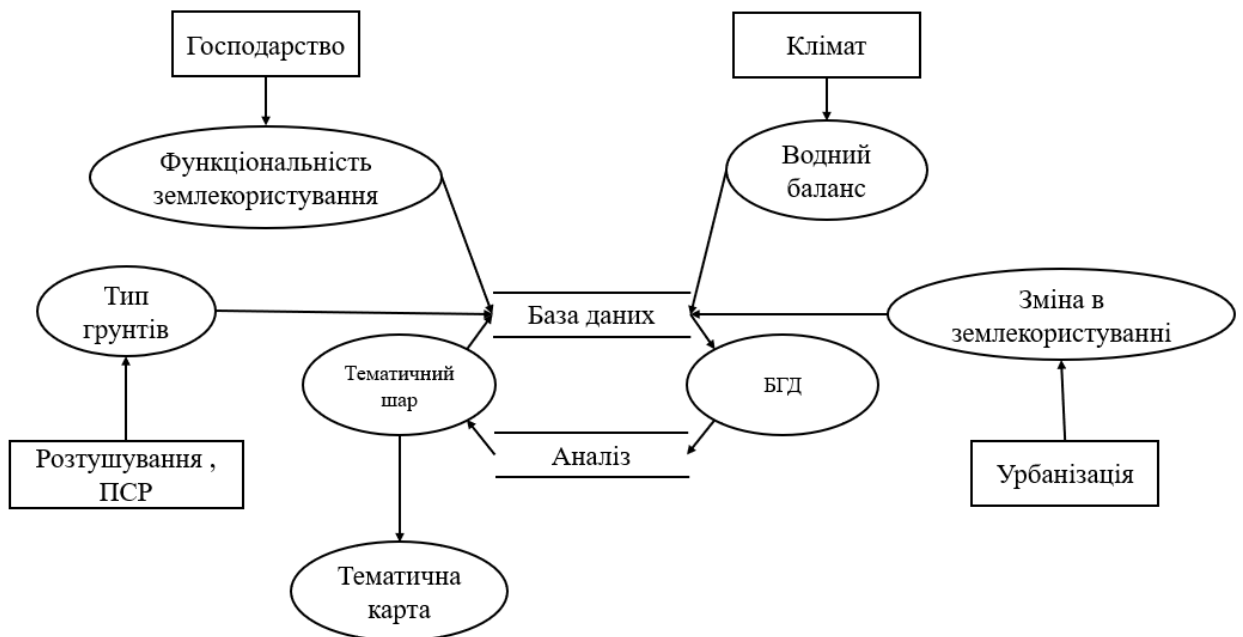 Господарство
Клімат
Функціональність
землекористування
Водний
баланс
Тип
грунтів
База даних
Зміна в
землекористуванні
Тематичний
шар
БГД
Розтушування ,
ПСР
Аналіз
Урбанізація
Тематична
карта